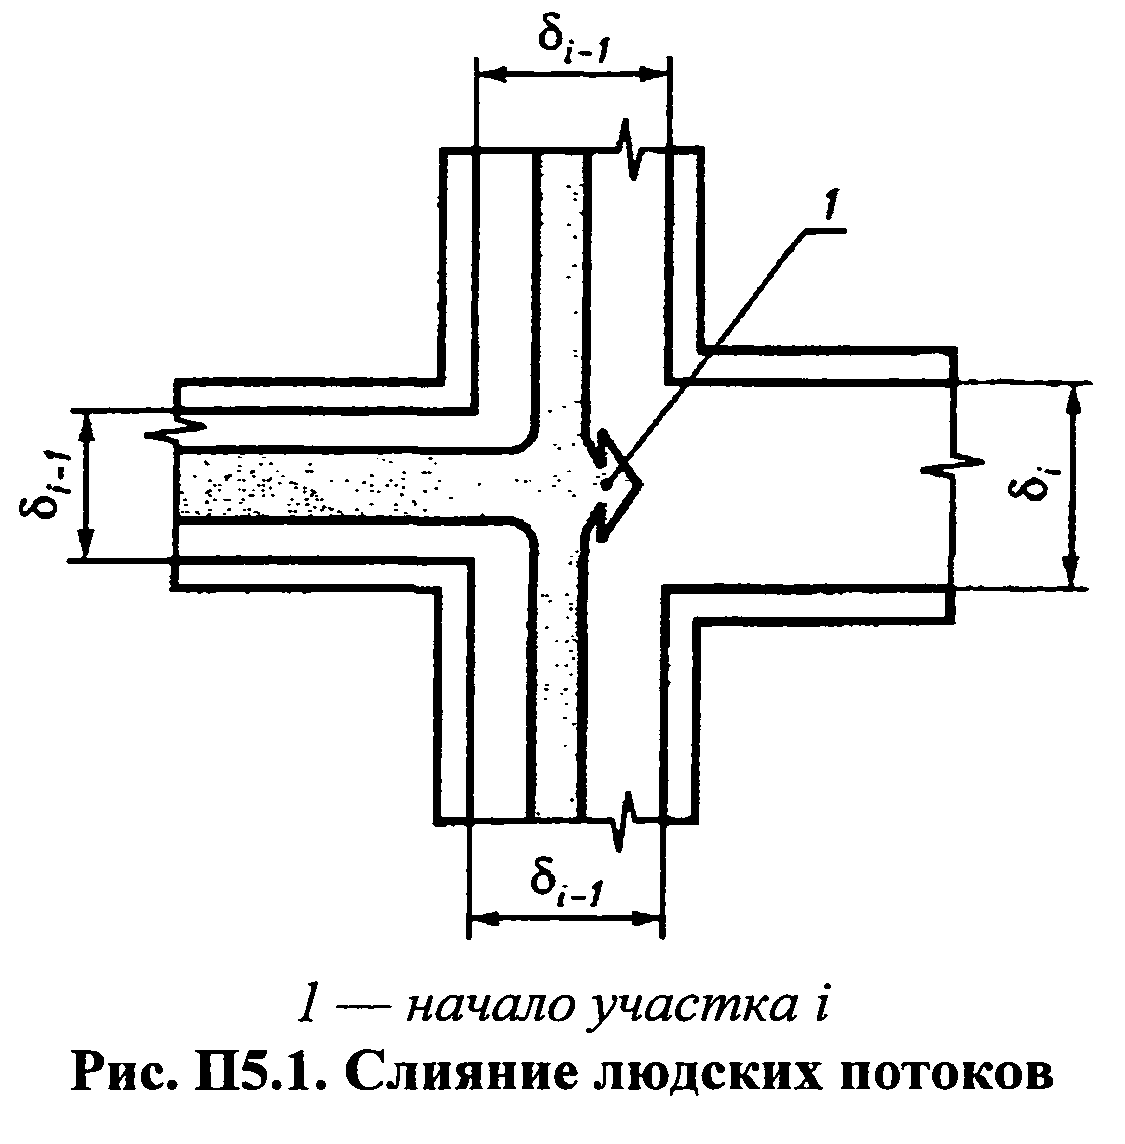 δi–1
1
δi–1
δi
δi–1
1 — начало участка i
Рис. П5.1. Слияние людских потоков